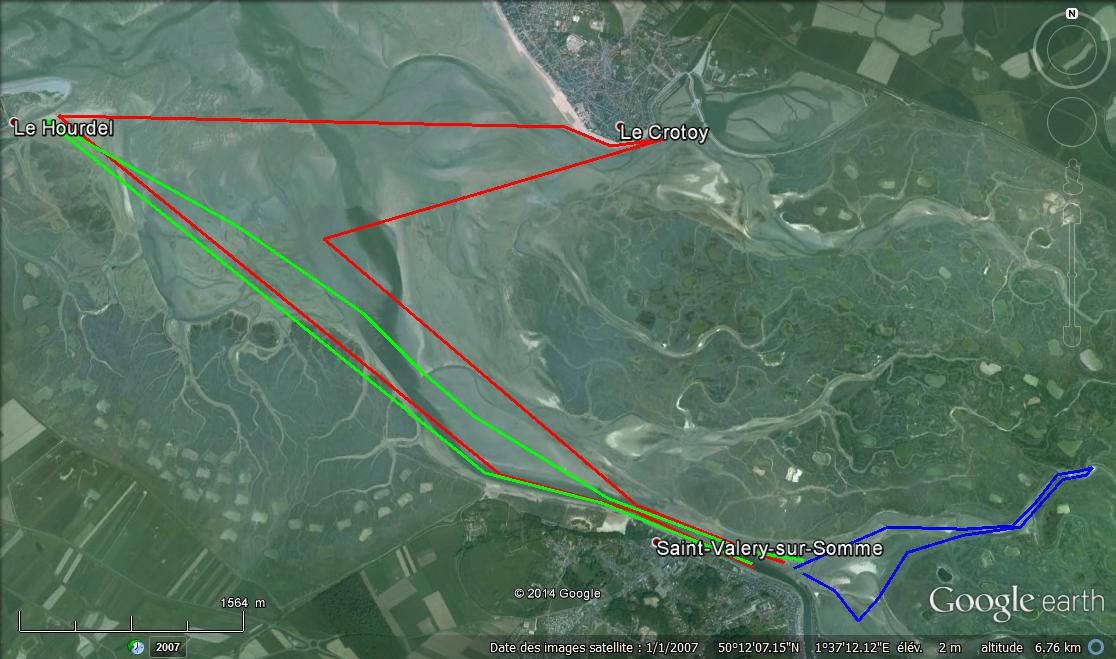 N
Le Hourdel
Le Crotoy
Saint-Valery-sur-Somme
1564 m
© 2014 Google
Google earth
2007
Date des images satellite : 1/1/2007 50°12'07.15"N 1°37'12.12"E élév. 2 m altitude 6.76 km